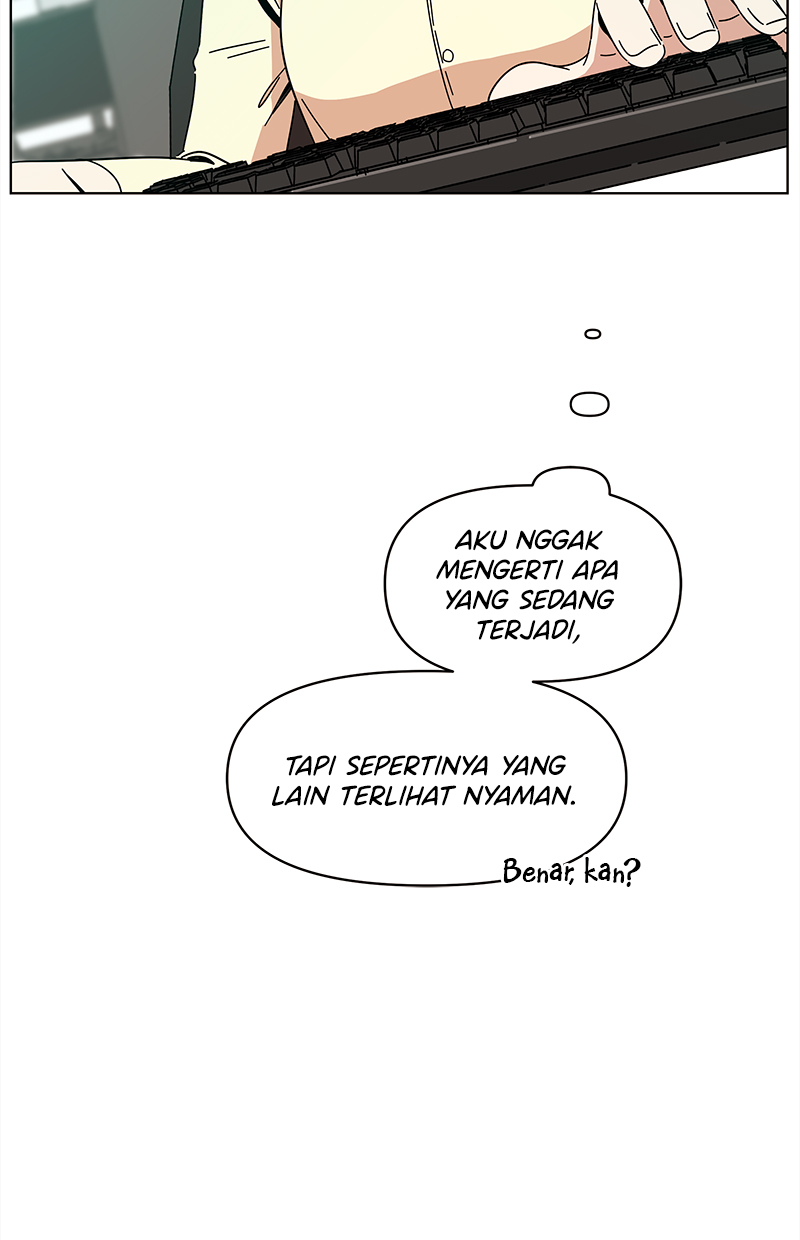 AKU NGGAK
MENGERTI APA
YANG SEDANG
TERJADI,
TAPI SEPERTINYA YANG
LAIN TERLIHAT NYAMAN.
Benar, kan?